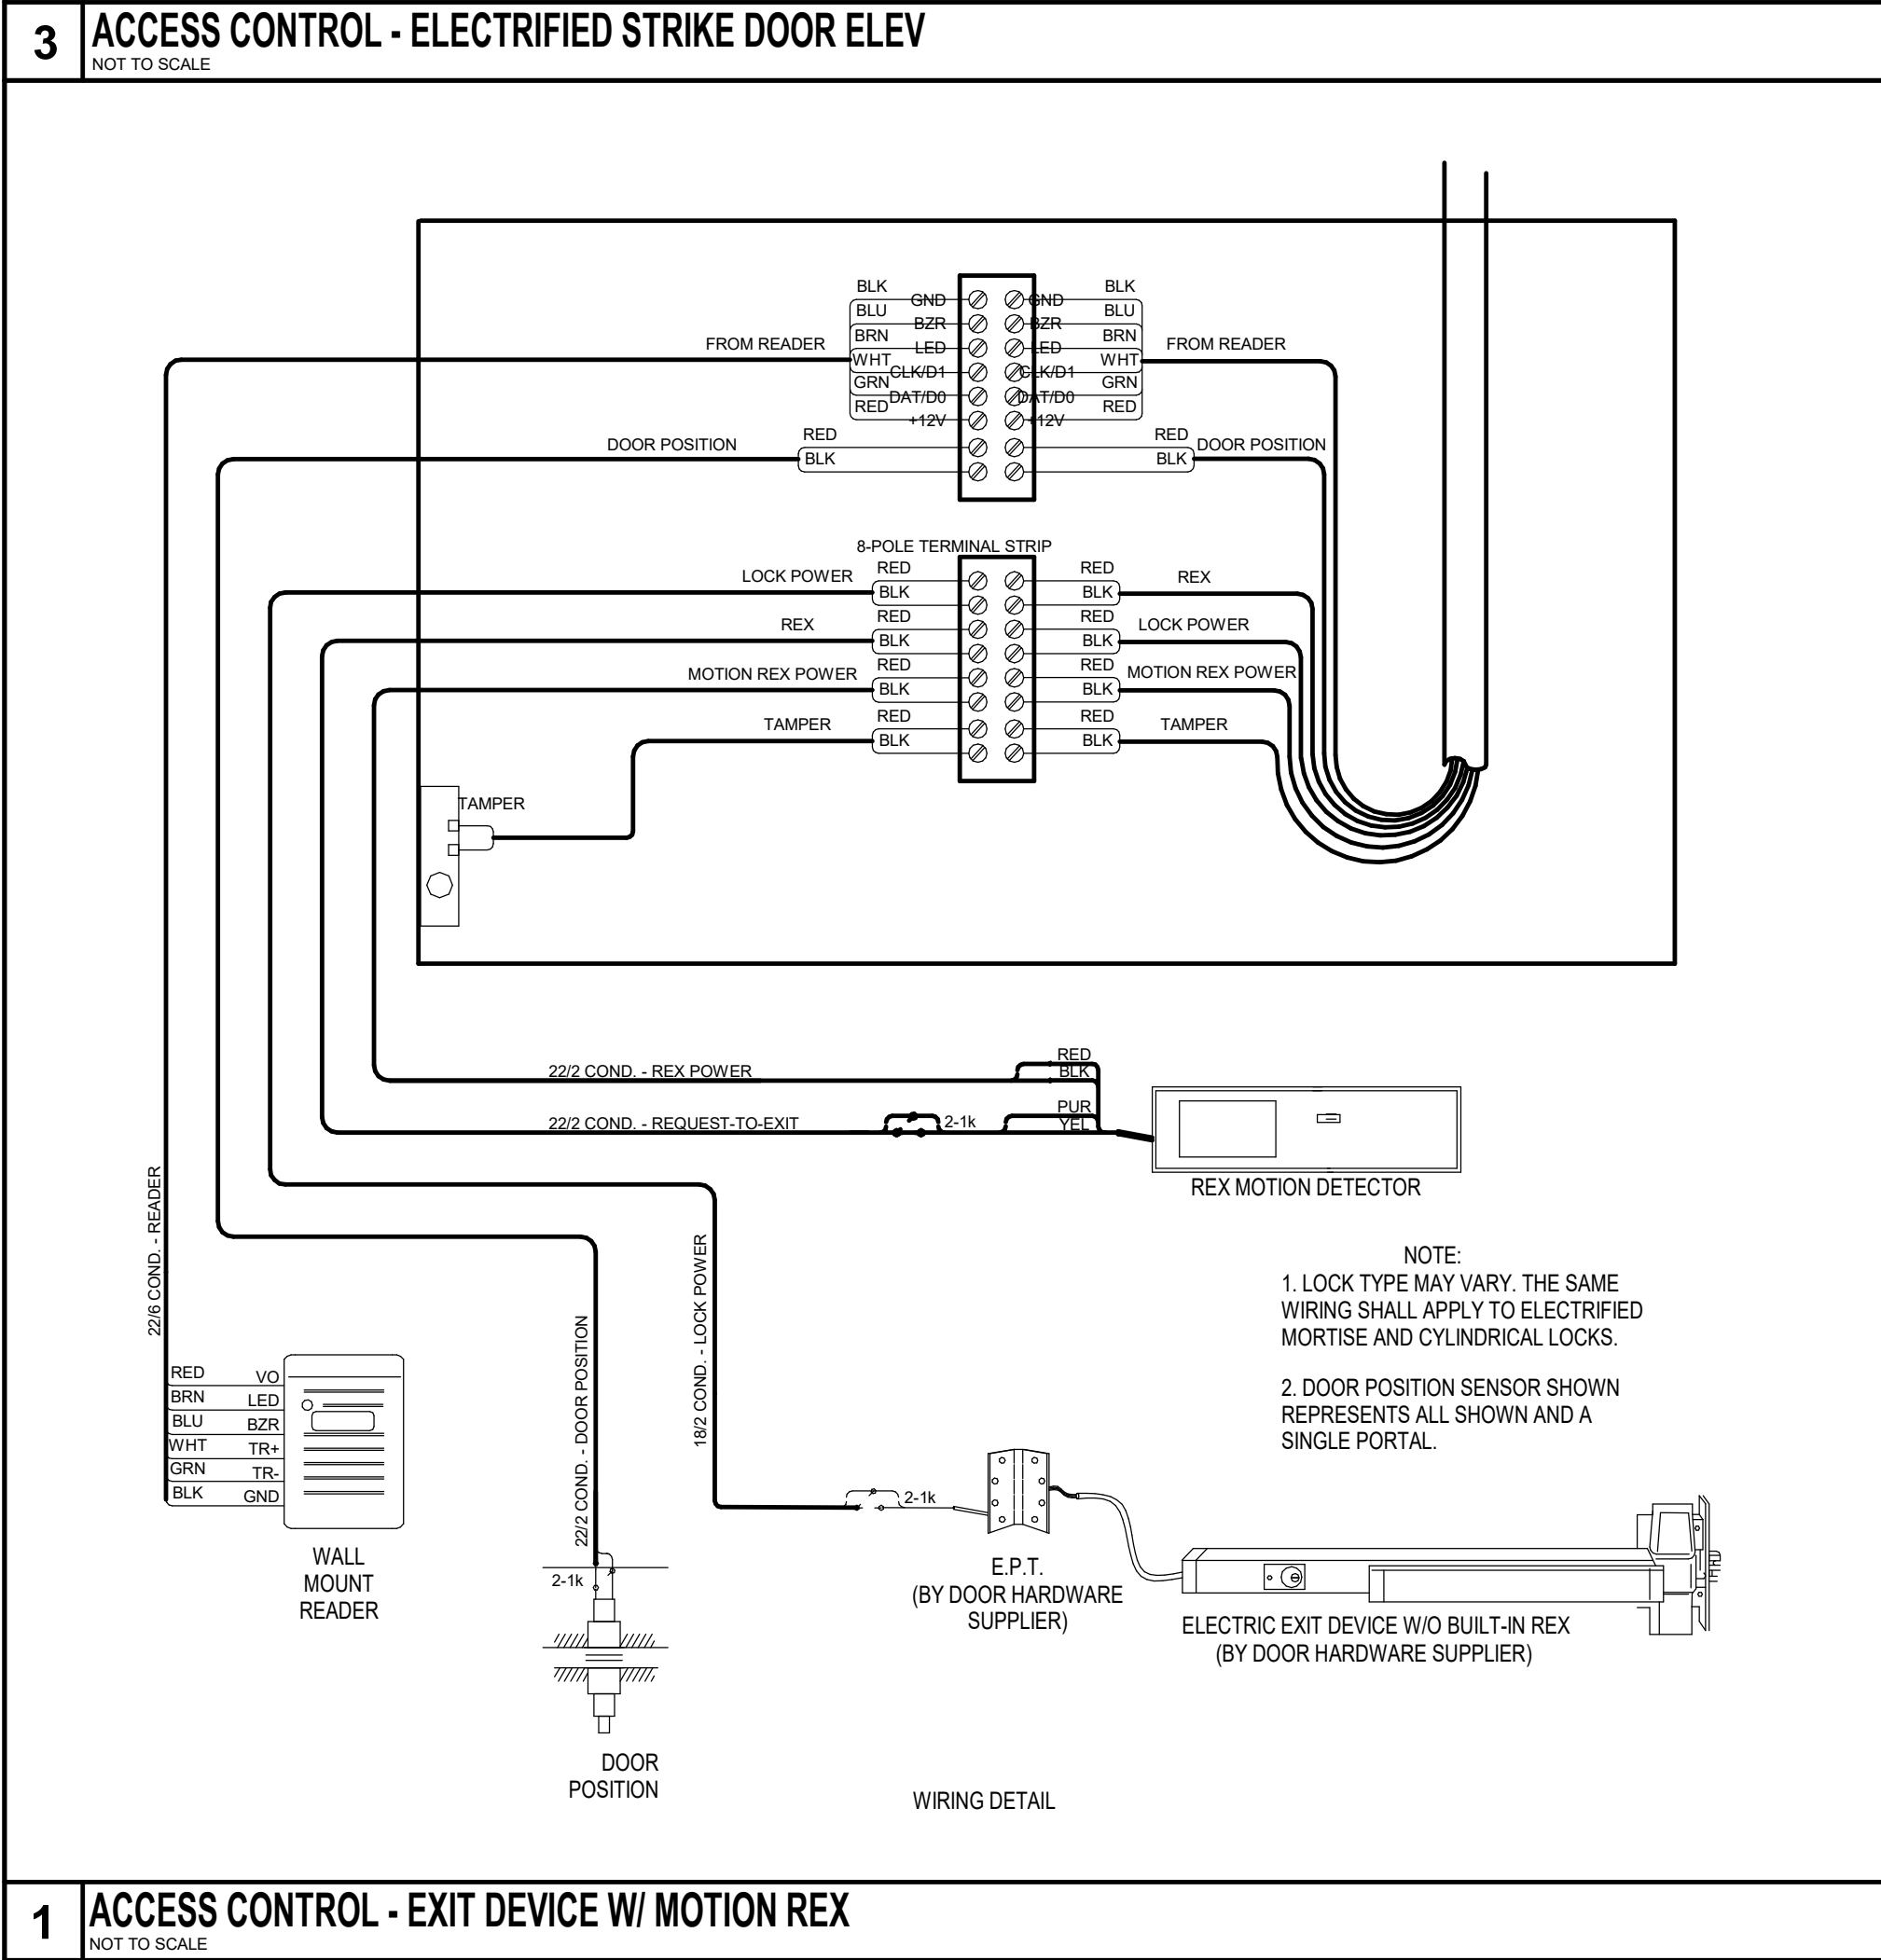 3 ACCESS CONTROL - ELECTRIFIED STRIKE DOOR ELEV
NOT TO SCALE
BLK GND GND BLK
BLU BZR BZR BLU
BRN LED LED BRN
FROM READER FROM READER
WHT CLK/D1 CLK/D1 WHT
GRN DAT/D0 DAT/D0 GRN
RED +12V +12V RED
DOOR POSITION RED RED DOOR POSITION
BLK BLK
8-POLE TERMINAL STRIP
LOCK POWER RED RED REX
BLK BLK
REX RED RED LOCK POWER
BLK BLK
MOTION REX POWER RED RED MOTION REX POWER
BLK BLK
TAMPER RED RED TAMPER
BLK BLK
TAMPER
22/2 COND. - REX POWER
RED
BLK
22/2 COND. - REQUEST-TO-EXIT
2-1k
PUR
YEL
REX MOTION DETECTOR
22/6 COND. - READER
22/2 COND. - DOOR POSITION
18/2 COND. - LOCK POWER
NOTE:
1. LOCK TYPE MAY VARY. THE SAME
WIRING SHALL APPLY TO ELECTRIFIED
MORTISE AND CYLINDRICAL LOCKS.
2. DOOR POSITION SENSOR SHOWN
REPRESENTS ALL SHOWN AND A
SINGLE PORTAL.
RED VO
BRN LED
BLU BZR
WHT TR+
GRN TR-
BLK GND
WALL
MOUNT
READER
2-1k
2-1k
E.P.T.
(BY DOOR HARDWARE
SUPPLIER)
ELECTRIC EXIT DEVICE W/O BUILT-IN REX
(BY DOOR HARDWARE SUPPLIER)
DOOR
POSITION
WIRING DETAIL
1 ACCESS CONTROL - EXIT DEVICE W/ MOTION REX
NOT TO SCALE